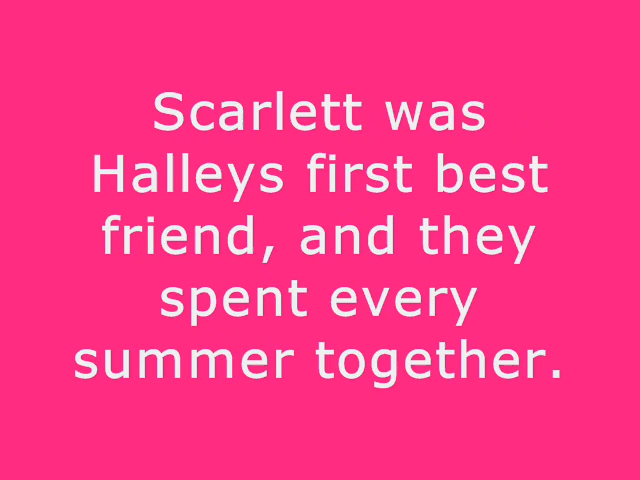 Scarlett was
Halleys first best
friend, and they
spent every
summer together.